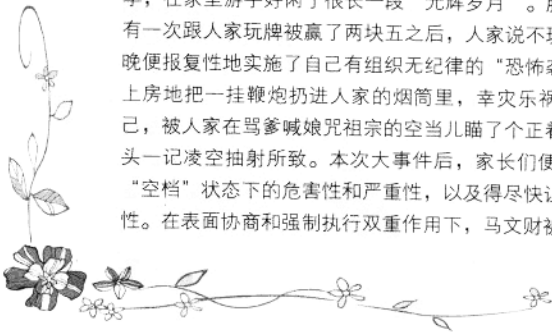 ，在家里游手好闲了很长一段“光辉岁月”。
有一次跟人家玩牌被赢了两块五之后，人家说不
晚便报复性地实施了自己有组织无纪律的“恐怖
上房地把一挂鞭炮扔进人家的烟筒里，幸灾乐祸
己，被人家在骂爹喊娘咒祖宗的空当儿瞄了个正着
头一记凌空抽射所致。本次大事件后，家长们便
“空档”状态下的危害性和严重性，以及得尽快
性。在表面协商和强制执行双重作用下，马文财被